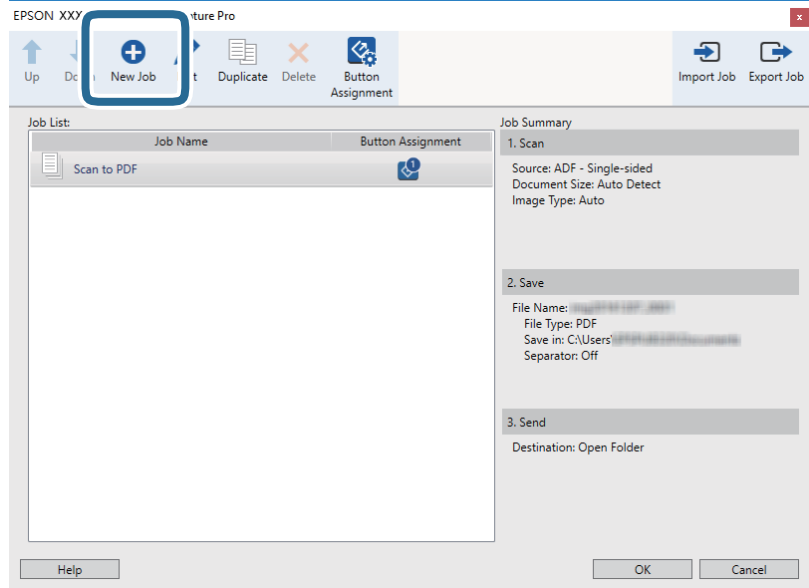 EPSON XXX ture Pro
x
Up
New Job
Duplicate
Delete
Button
Assignment
Import Job
Export Job
Job List:
Job Name
Button Assignment
Scan to PDF
1
Job Summary
1. Scan
Source: ADF - Single-sided
Document Size: Auto Detect
Image Type: Auto
2. Save
File Name:
File Type: PDF
Save in: C:\Users\
Separator: Off
3. Send
Destination: Open Folder
Help
OK
Cancel